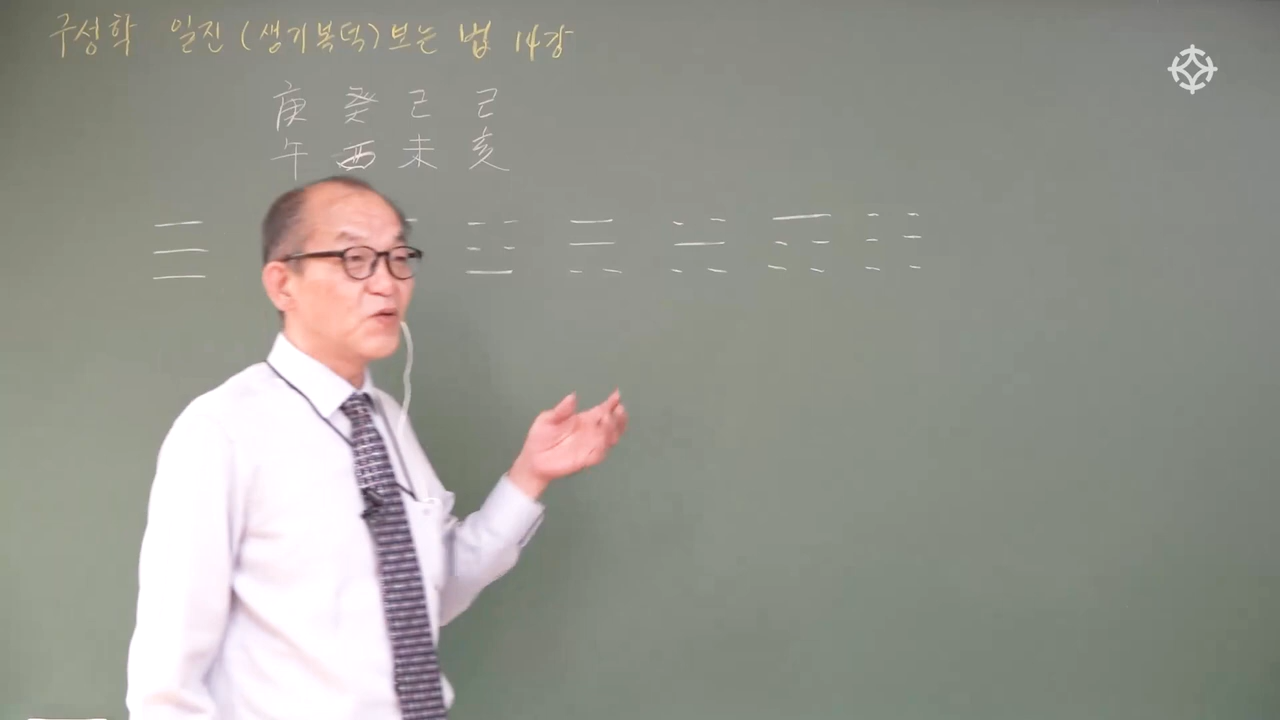 구성학 일진 (생기복덕) 보는 법 14강
庚 癸 己 己
午 酉 未 亥